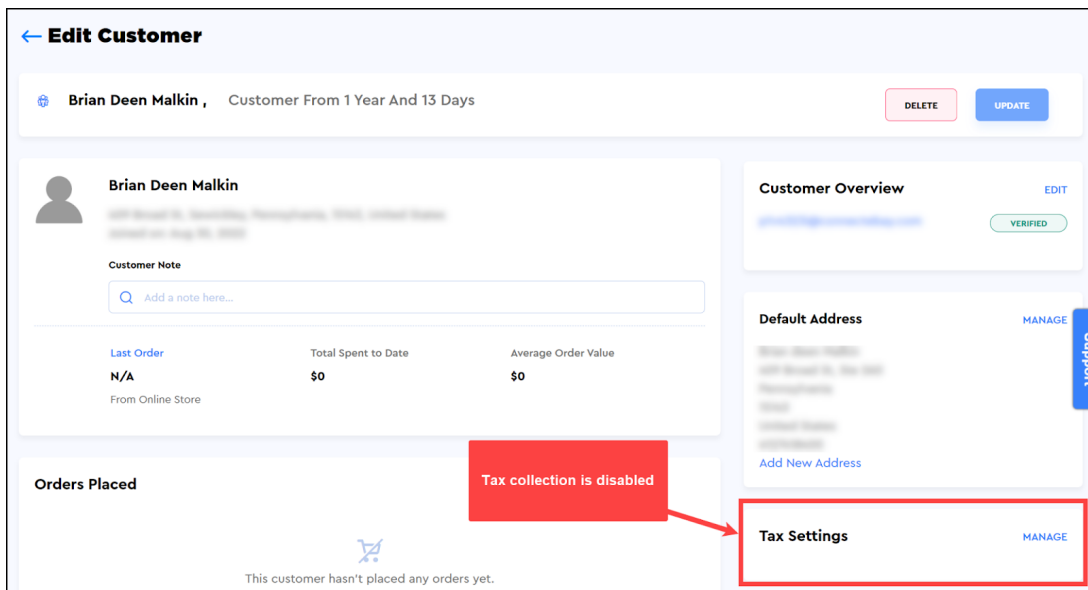 Edit Customer
Brian Deen Malkin , Customer From 1 Year And 13 Days
DELETE
UPDATE
Brian Deen Malkin
Customer Note
Add a note here...
Last Order
N/A
From Online Store
Total Spent to Date
$0
Average Order Value
$0
Customer Overview
EDIT
VERIFIED
Default Address
MANAGE
Add New Address
Support
Orders Placed
This customer hasn't placed any orders yet.
Tax collection is disabled
Tax Settings
MANAGE